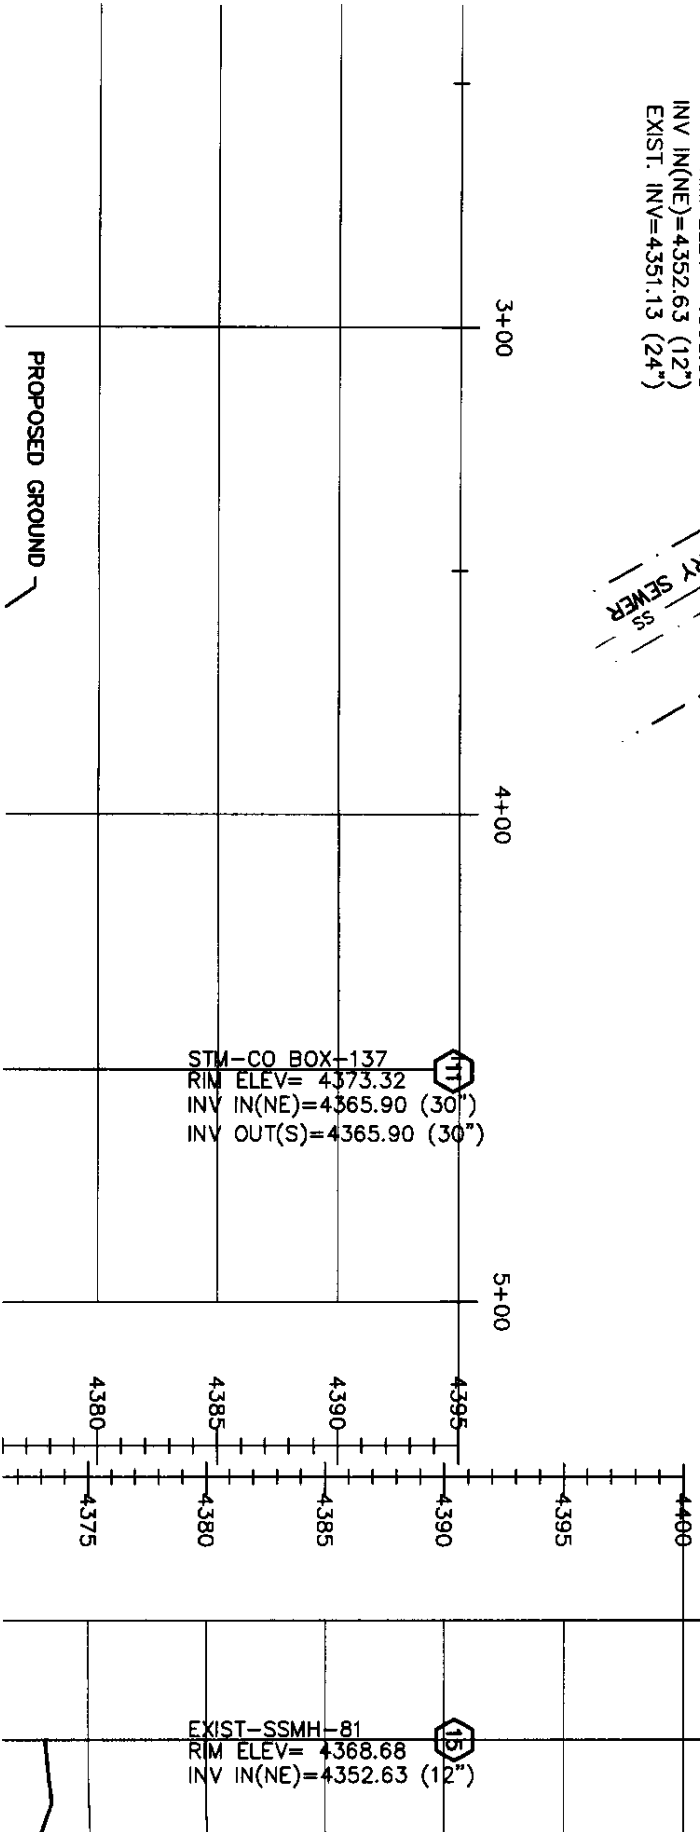 INV IN(NE)=4352.63 (12")
EXIST. INV=4351.13 (24")
3+00
PROPOSED GROUND
Y SEWER
SS
4+00
11
STM-CO BOX-137
RIM ELEV= 4373.32
INV IN(NE)=4365.90 (30")
INV OUT(S)=4365.90 (30")
5+00
4380
4385
4390
4395
4375
4380
4385
4390
4395
4400
15
EXIST-SSMH-81
RIM ELEV= 4368.68
INV IN(NE)=4352.63 (12")